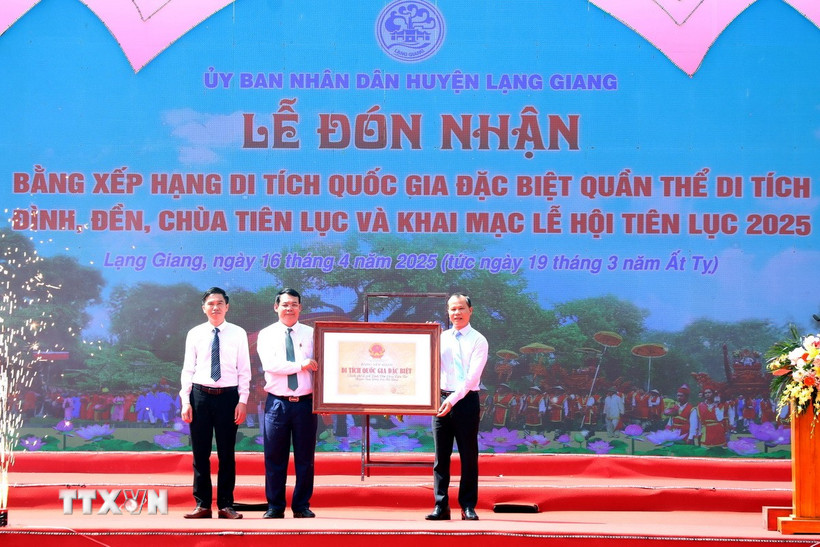 LẠNG GIANG
ỦY BAN NHÂN DÂN HUYỆN LẠNG GIANG
LỄ ĐÓN NHẬN
BẰNG XẾP HẠNG DI TÍCH QUỐC GIA ĐẶC BIỆT QUẦN THỂ DI TÍCH
ĐÌNH, ĐỀN, CHÙA TIÊN LỤC VÀ KHAI MẠC LỄ HỘI TIÊN LỤC 2025
Lạng Giang, ngày 16 tháng 4 năm 2025 (tức ngày 19 tháng 3 năm Ất Tỵ)
DI TÍCH QUỐC GIA ĐẶC BIỆT
TTXVN